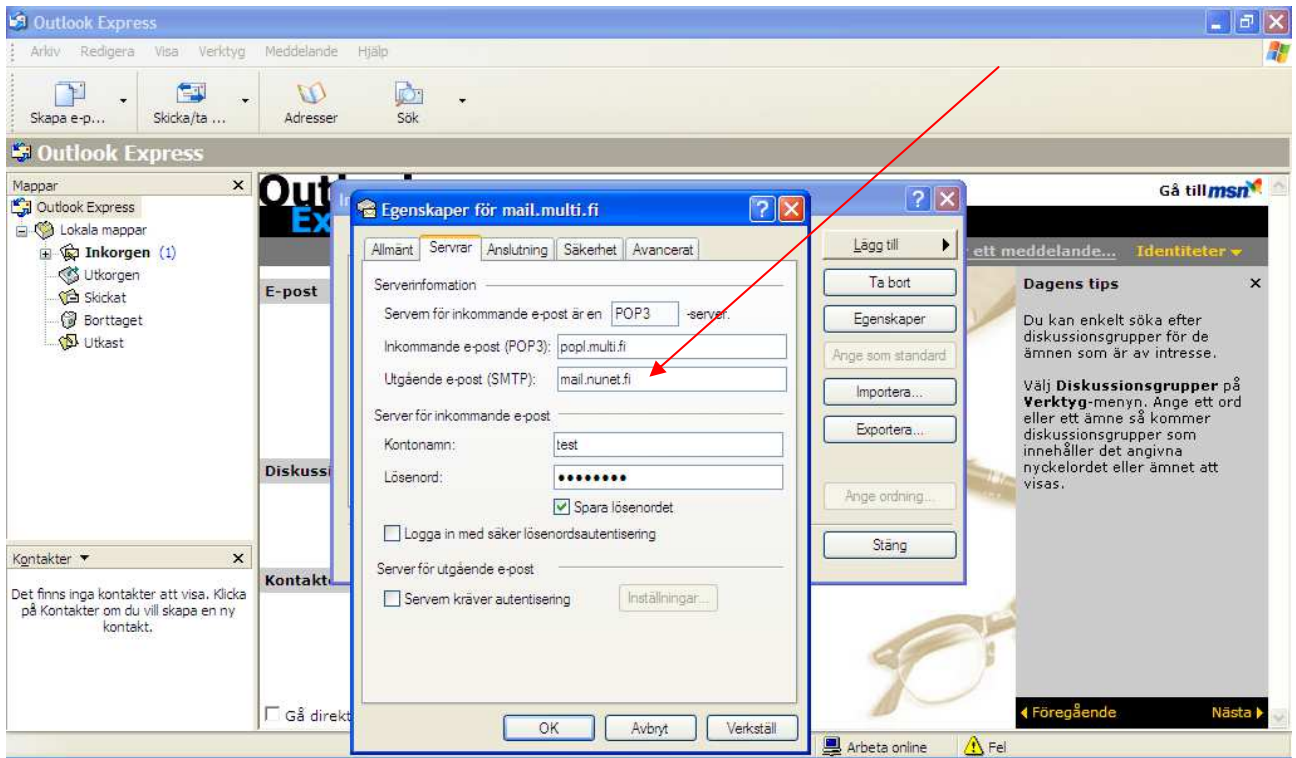 Outlook Express
Arkiv Redigera Visa Verktyg Meddelande Hjälp
Skapa e-p... Skicka/ta ... Adresser Sök
Outlook Express
Mappar
Outlook Express
Lokala mappar
Inkorgen (1)
Utkorgen
Skickat
Borttaget
Utkast
Kontakter
Det finns inga kontakter att visa. Klicka
på Kontakter om du vill skapa en ny
kontakt.
Gå till msn
ett meddelande... Identiteter
E-post
Diskussi
Kontakt
Gå direkt
Egenskaper för mail.multi.fi
Allmänt Servrar Anslutning Säkerhet Avancerat
Serverinformation
Servern för inkommande e-post är en POP3 -server.
Inkommande e-post (POP3): popl.multi.fi
Utgående e-post (SMTP): mail.nunet.fi
Server för inkommande e-post
Kontonamn: test
Lösenord: ••••••••
Spara lösenordet
Logga in med säker lösenordsautentisering
Server för utgående e-post
Servern kräver autentisering Inställningar...
OK Avbryt Verkställ
Lägg till
Ta bort
Egenskaper
Ange som standard
Importera...
Exportera...
Ange ordning...
Stäng
Dagens tips
Du kan enkelt söka efter
diskussionsgrupper för de
ämnen som är av intresse.
Välj Diskussionsgrupper på
Verktyg-menyn. Ange ett ord
eller ett ämne så kommer
diskussionsgrupper som
innehåller det angivna
nyckelordet eller ämnet att
visas.
Föregående Nästa
Arbeta online Fel